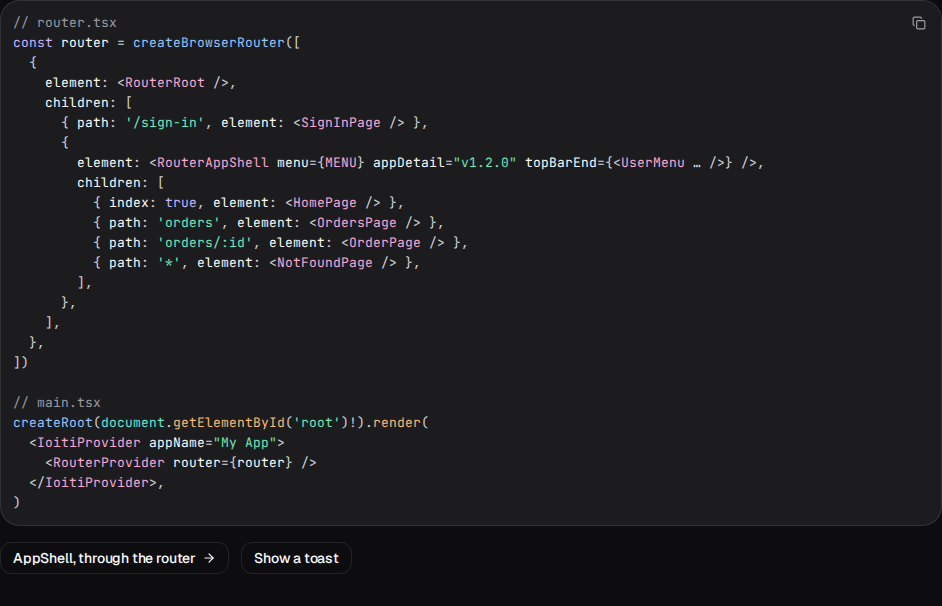 // router.tsx
const router = createBrowserRouter([
  {
    element: <RouterRoot />,
    children: [
      { path: '/sign-in', element: <SignInPage /> },
      {
        element: <RouterAppShell menu={MENU} appDetail="v1.2.0" topBarEnd={<UserMenu … />} />,
        children: [
          { index: true, element: <HomePage /> },
          { path: 'orders', element: <OrdersPage /> },
          { path: 'orders/:id', element: <OrderPage /> },
          { path: '*', element: <NotFoundPage /> },
        ],
      },
    ],
  },
])

// main.tsx
createRoot(document.getElementById('root')!).render(
  <IoitiProvider appName="My App">
    <RouterProvider router={router} />
  </IoitiProvider>,
)
AppShell, through the router →
Show a toast